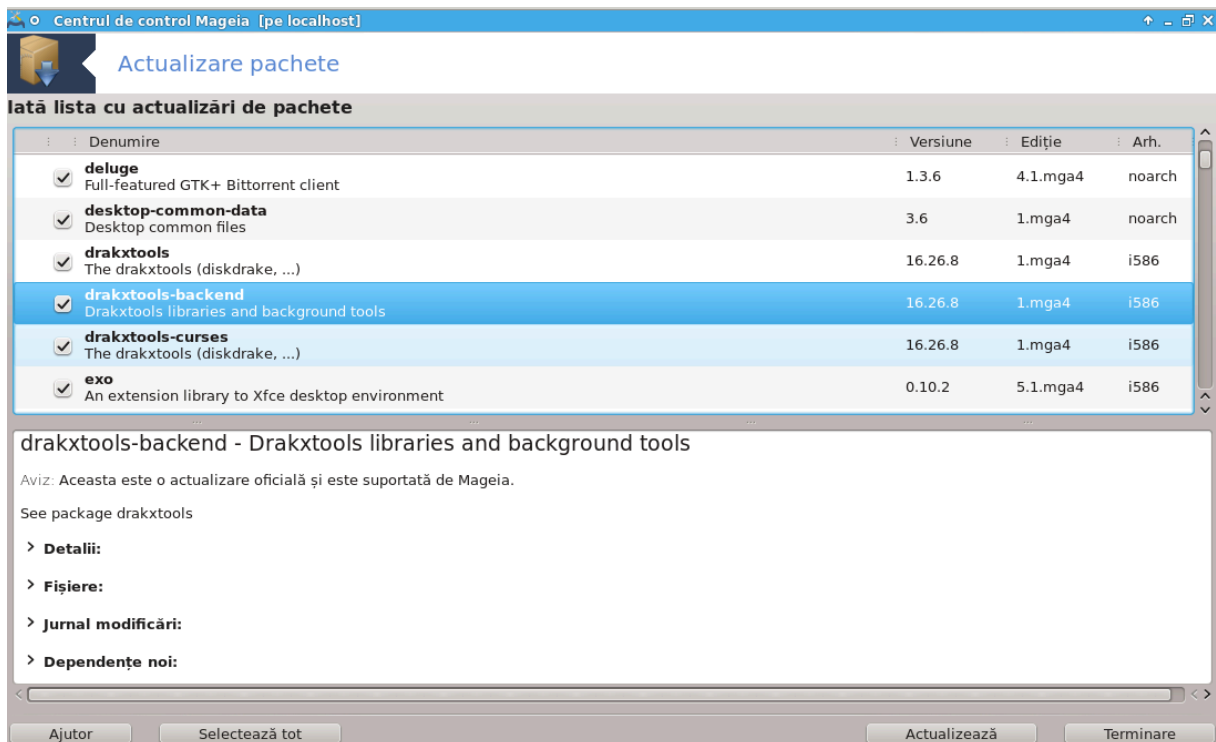 Centrul de control Mageia [pe localhost]
Actualizare pachete
Iată lista cu actualizări de pachete
Denumire Versiune Ediție Arh.
deluge
Full-featured GTK+ Bittorrent client 1.3.6 4.1.mga4 noarch
desktop-common-data
Desktop common files 3.6 1.mga4 noarch
drakxtools
The drakxtools (diskdrake, ...) 16.26.8 1.mga4 i586
drakxtools-backend
Drakxtools libraries and background tools 16.26.8 1.mga4 i586
drakxtools-curses
The drakxtools (diskdrake, ...) 16.26.8 1.mga4 i586
exo
An extension library to Xfce desktop environment 0.10.2 5.1.mga4 i586
drakxtools-backend - Drakxtools libraries and background tools
Aviz: Aceasta este o actualizare oficială și este suportată de Mageia.
See package drakxtools
Detalii:
Fișiere:
Jurnal modificări:
Dependențe noi:
Ajutor Selectează tot Actualizează Terminare